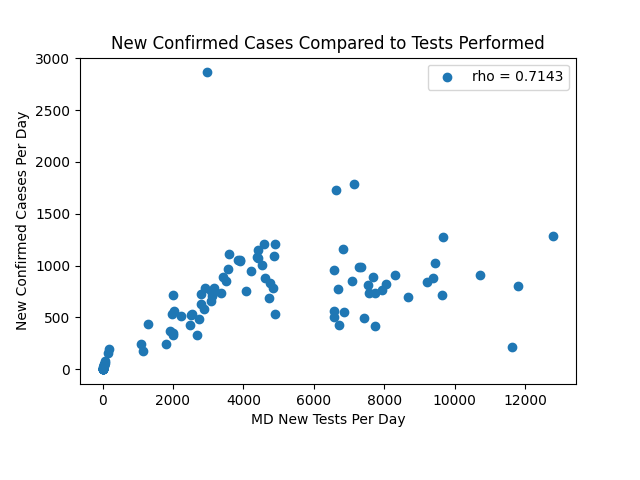 New Confirmed Cases Compared to Tests Performed
rho = 0.7143
New Confirmed Caeses Per Day
3000
2500
2000
1500
1000
500
0
0 2000 4000 6000 8000 10000 12000
MD New Tests Per Day